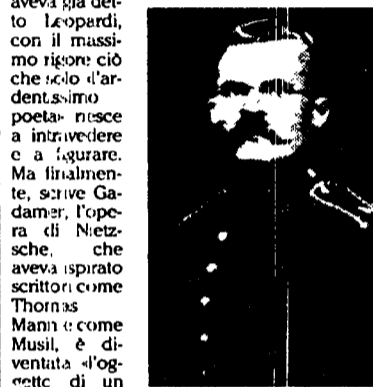 aveva già det-
to Leopardi,
con il massi-
mo rigore ciò
che solo «l'ar-
dentissimo
poeta» riesce
a intravedere
e a figurare.
Ma finalmen-
te, scrive Ga-
damer, l'ope-
ra di Nietz-
sche, che
aveva ispirato
scrittori come
Thomas
Mann e come
Musil, è di-
ventata «l'og-
getto di un